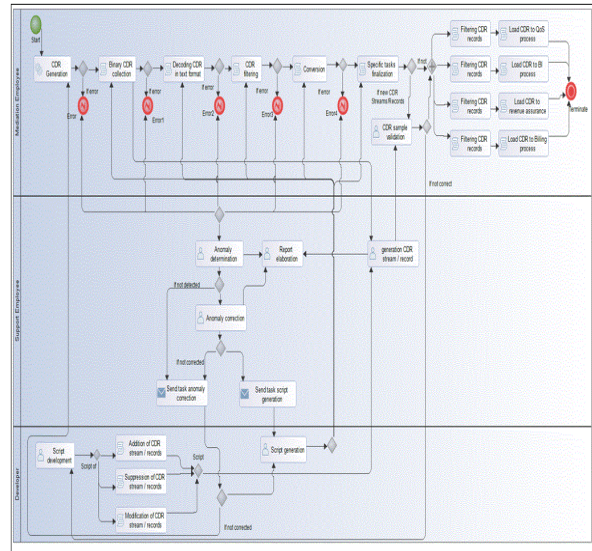 Mediation Employee
Start
CDR
Generation
Binary CDR
collection
Decoding CDR
in text format
CDR
filtering
Conversion
Specific tasks
finalization
If error
If error
If error
If error
If error
Error
Error1
Error2
Error3
Error4
If not
If new CDR
Streams/Records
CDR sample
validation
If not correct
Filtering CDR
records
Load CDR to QoS
process
Filtering CDR
records
Load CDR to BI
process
Filtering CDR
records
Load CDR to
revenue assurance
Filtering CDR
records
Load CDR to Billing
process
Terminate
Support Employee
Anomaly
determination
Report
elaboration
generation CDR
stream / record
If not detected
Anomaly correction
If not corrected
Send task anomaly
correction
Send task script
generation
Developer
Script
development
Script of
Addition of CDR
stream / records
Suppression of CDR
stream / records
Modification of CDR
stream / records
Script
Script generation
If not corrected